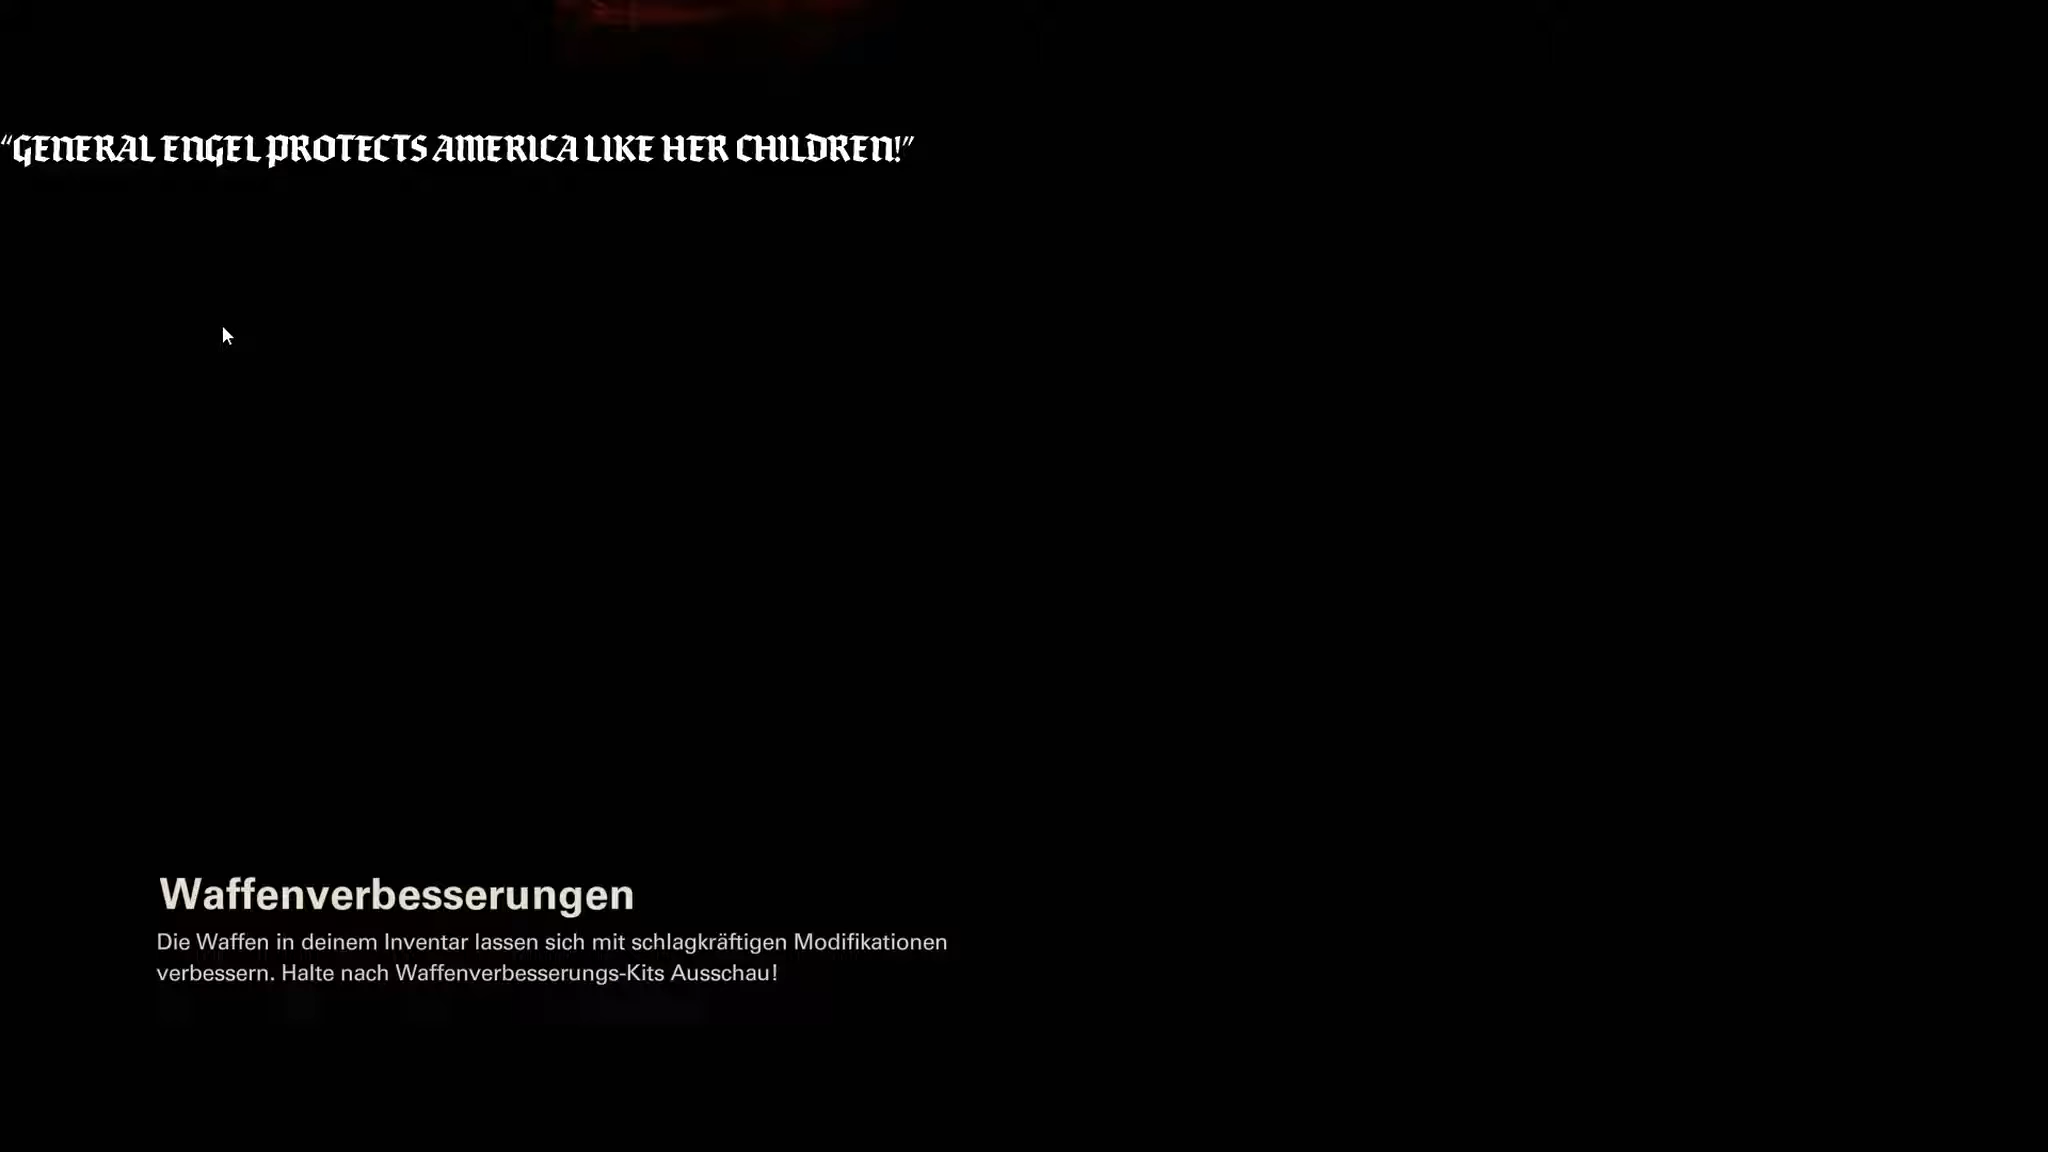 “GENERAL ENGEL PROTECTS AMERICA LIKE HER CHILDREN!”
Waffenverbesserungen
Die Waffen in deinem Inventar lassen sich mit schlagkräftigen Modifikationen
verbessern. Halte nach Waffenverbesserungs-Kits Ausschau!